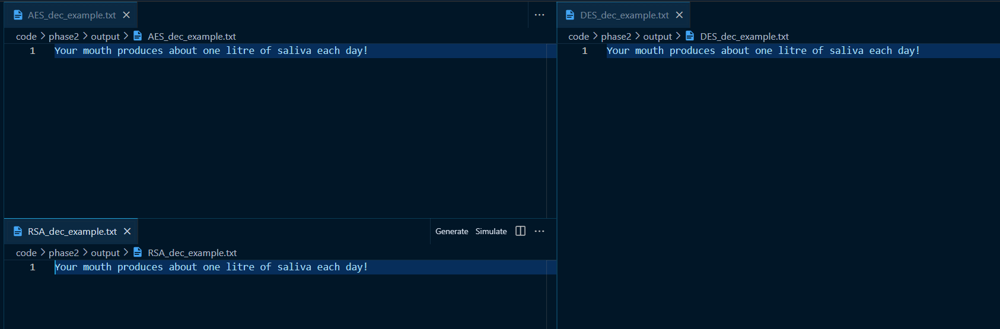 AES_dec_example.txt
code > phase2 > output > AES_dec_example.txt
1 Your mouth produces about one litre of saliva each day!
DES_dec_example.txt
code > phase2 > output > DES_dec_example.txt
1 Your mouth produces about one litre of saliva each day!
RSA_dec_example.txt Generate Simulate
code > phase2 > output > RSA_dec_example.txt
1 Your mouth produces about one litre of saliva each day!